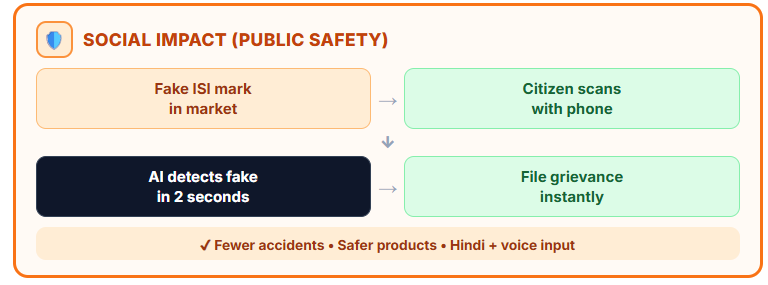 SOCIAL IMPACT (PUBLIC SAFETY)
Fake ISI mark
in market
→
Citizen scans
with phone
↓
AI detects fake
in 2 seconds
→
File grievance
instantly
✓ Fewer accidents • Safer products • Hindi + voice input